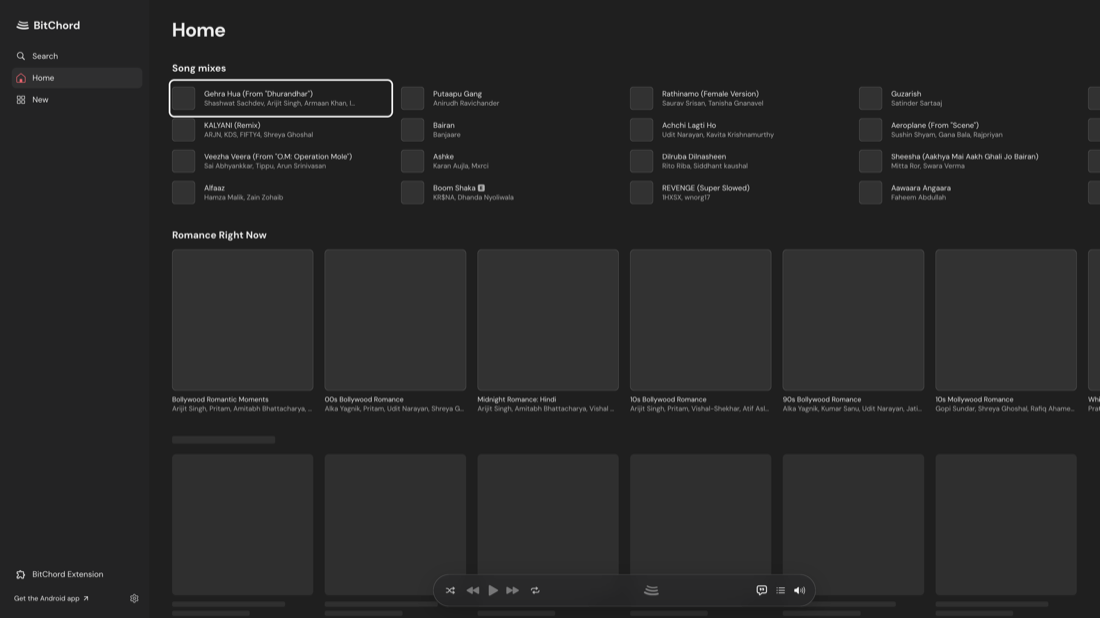 BitChord
Search
Home
New
BitChord Extension
Get the Android app
Home
Song mixes
Gehra Hua (From "Dhurandhar")
Shashwat Sachdev, Arijit Singh, Armaan Khan, I...
Putaapu Gang
Anirudh Ravichander
Rathinamo (Female Version)
Saurav Srisan, Tanisha Gnanavel
Guzarish
Satinder Sartaaj
KALYANI (Remix)
ARJN, KDS, FIFTY4, Shreya Ghoshal
Bairan
Banjaare
Achchi Lagti Ho
Udit Narayan, Kavita Krishnamurthy
Aeroplane (From "Scene")
Sushin Shyam, Gana Bala, Rajpriyan
Veezha Veera (From "O.M: Operation Mole")
Sai Abhyankkar, Tippu, Arun Srinivasan
Ashke
Karan Aujla, Mxrci
Dilruba Dilnasheen
Rito Riba, Siddhant kaushal
Sheesha (Aakhya Mai Aakh Ghali Jo Bairan)
Mitta Ror, Swara Verma
Alfaaz
Hamza Malik, Zain Zohaib
Boom Shaka E
KR$NA, Dhanda Nyoliwala
REVENGE (Super Slowed)
1HXSX, wnorg17
Aawaara Angaara
Faheem Abdullah
Romance Right Now
Bollywood Romantic Moments
Arijit Singh, Pritam, Amitabh Bhattacharya, ...
00s Bollywood Romance
Alka Yagnik, Pritam, Udit Narayan, Shreya G...
Midnight Romance: Hindi
Arijit Singh, Amitabh Bhattacharya, Vishal ...
10s Bollywood Romance
Arijit Singh, Pritam, Vishal-Shekhar, Atif Asl...
90s Bollywood Romance
Alka Yagnik, Kumar Sanu, Udit Narayan, Jati...
10s Mollywood Romance
Gopi Sundar, Shreya Ghoshal, Rafiq Ahame...